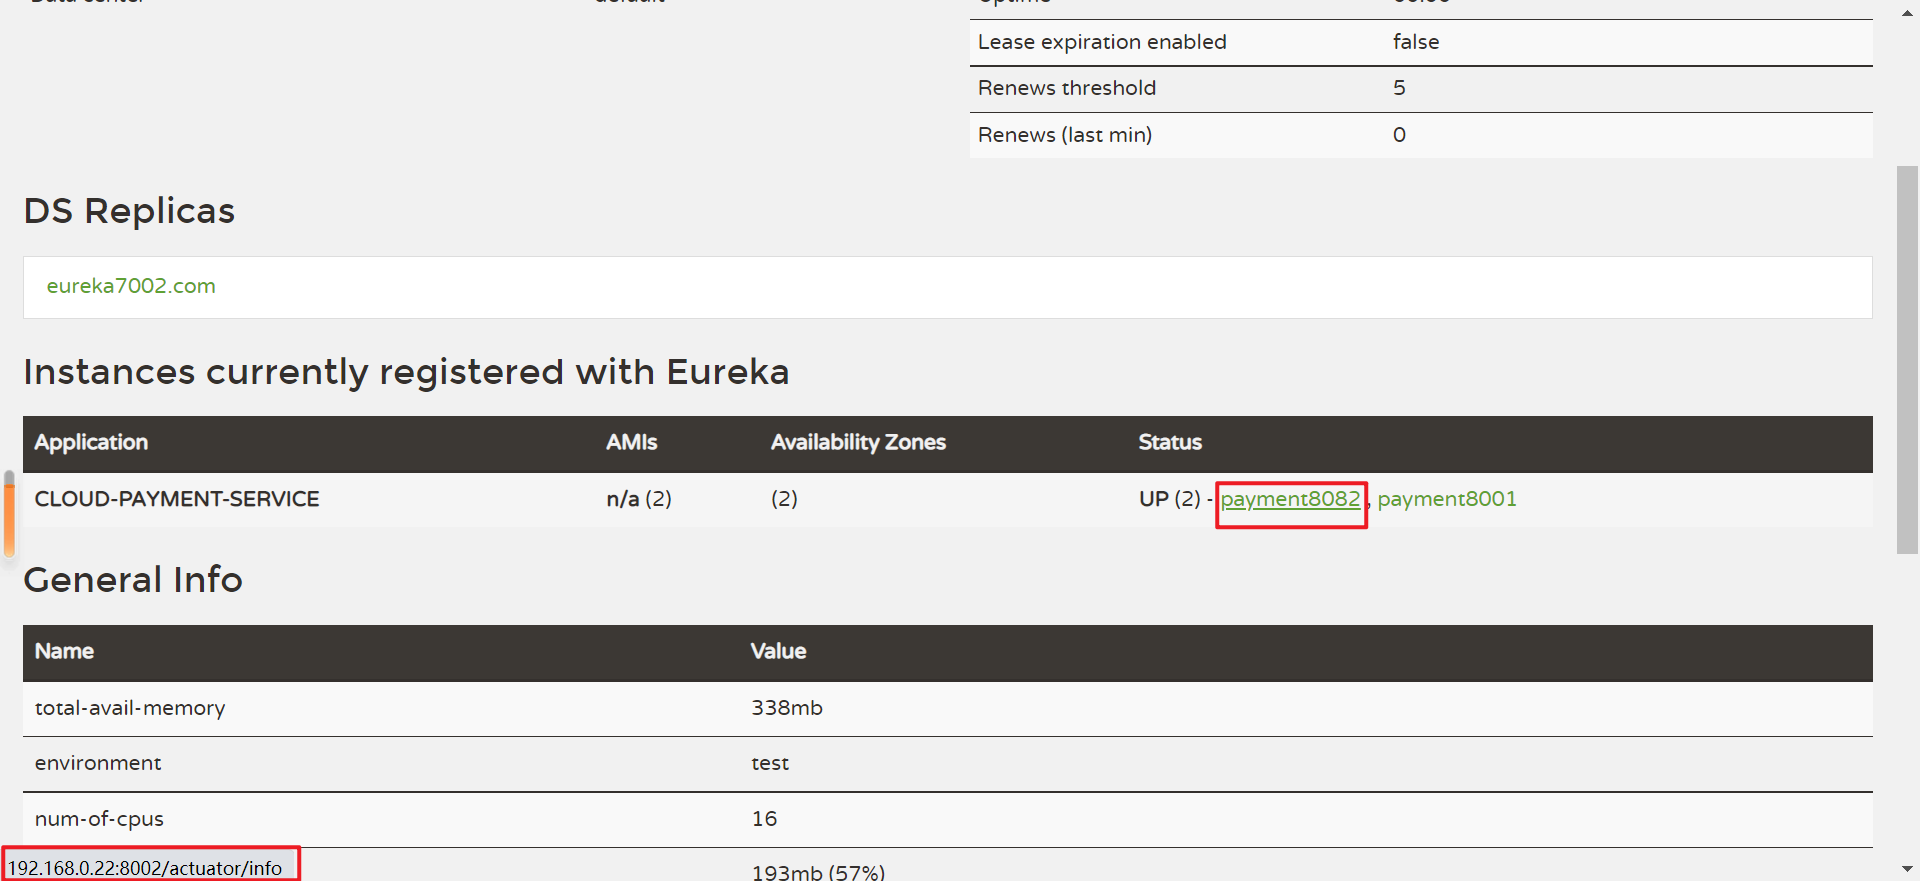 Lease expiration enabled false
Renews threshold 5
Renews (last min) 0
DS Replicas
eureka7002.com
Instances currently registered with Eureka
Application AMIs Availability Zones Status
CLOUD-PAYMENT-SERVICE n/a (2) (2) UP (2) - payment8082 , payment8001
General Info
Name Value
total-avail-memory 338mb
environment test
num-of-cpus 16
193mb (57%)
192.168.0.22:8002/actuator/info